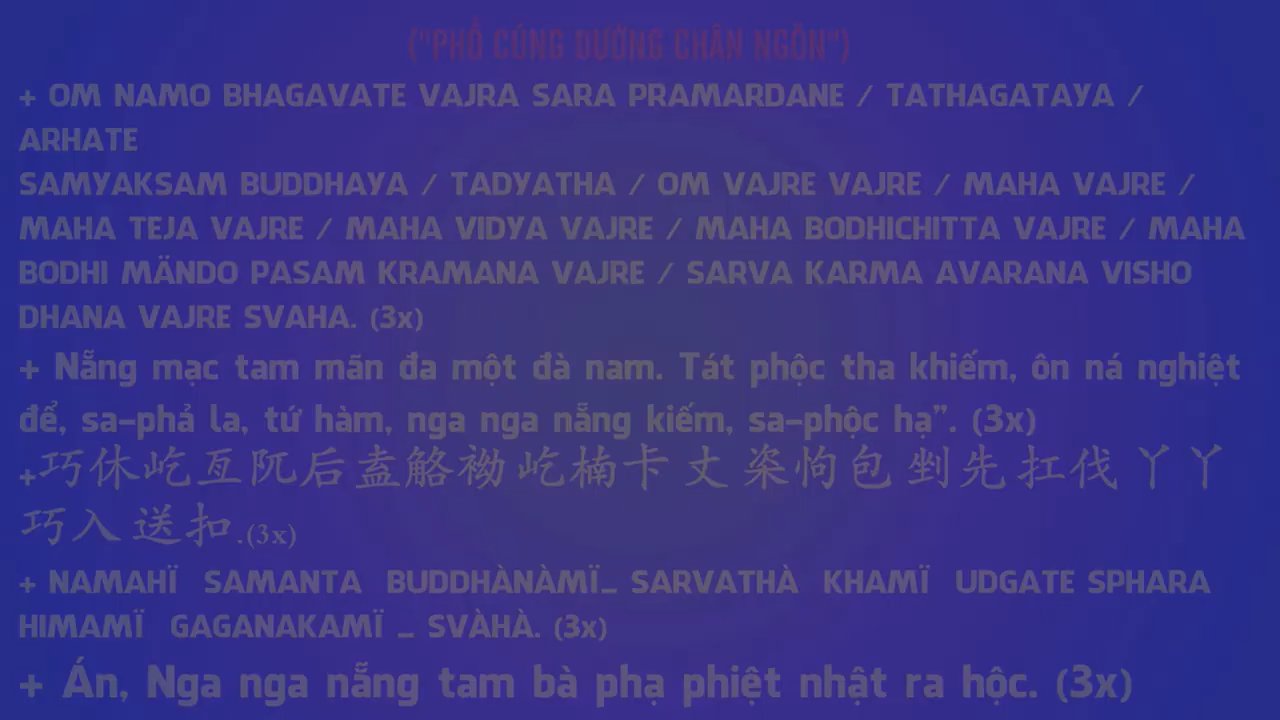 ("PHỔ CÚNG DƯỜNG CHÂN NGÔN")
+ OM NAMO BHAGAVATE VAJRA SARA PRAMARDANE / TATHAGATAYA /
ARHATE
SAMYAKSAM BUDDHAYA / TADYATHA / OM VAJRE VAJRE / MAHA VAJRE /
MAHA TEJA VAJRE / MAHA VIDYA VAJRE / MAHA BODHICHITTA VAJRE / MAHA
BODHI MÄNDO PASAM KRAMANA VAJRE / SARVA KARMA AVARANA VISHO
DHANA VAJRE SVAHA. (3x)
+ Nẵng mạc tam mãn đa một đà nam. Tát phộc tha khiếm, ôn ná nghiệt
để, sa-phả la, tứ hàm, nga nga nẵng kiếm, sa-phộc hạ”. (3x)
+巧休屹亙阢后盍觡袎屹楠卡丈 楶怐包 剉先 扛伐 丫丫
巧入 送扣.(3x)
+ NAMAHÏ SAMANTA BUDDHÀNÀMÏ_ SARVATHÀ KHAMÏ UDGATE SPHARA
HIMAMÏ GAGANAKAMÏ _ SVÀHÀ. (3x)
+ Án, Nga nga nẵng tam bà phạ phiệt nhật ra hộc. (3x)